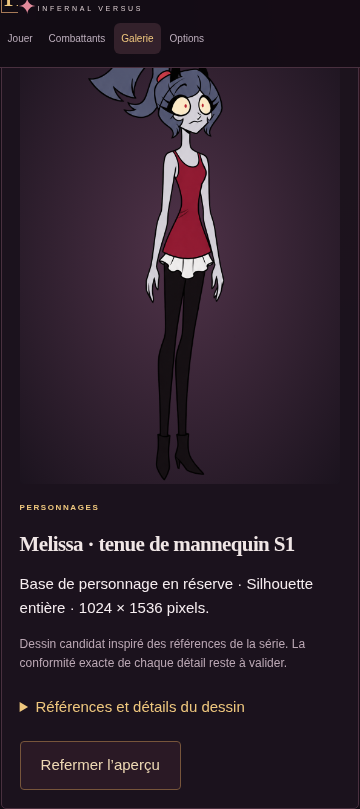 INFERNAL VERSUS
Jouer Combattants Galerie Options
PERSONNAGES
Melissa · tenue de mannequin S1
Base de personnage en réserve · Silhouette
entière · 1024 × 1536 pixels.
Dessin candidat inspiré des références de la série. La
conformité exacte de chaque détail reste à valider.
Références et détails du dessin
Refermer l’aperçu